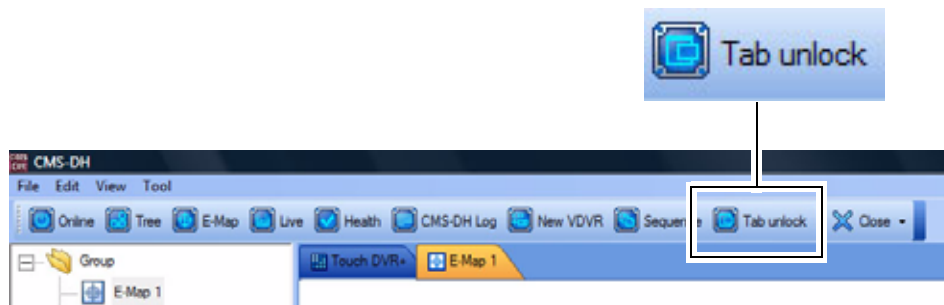 Tab unlock
CMS-DH
File Edit View Tool
Online Tree E-Map Live Health CMS-DH Log New VDVR Sequence Tab unlock Close
Group Touch DVR+ E-Map 1
E-Map 1